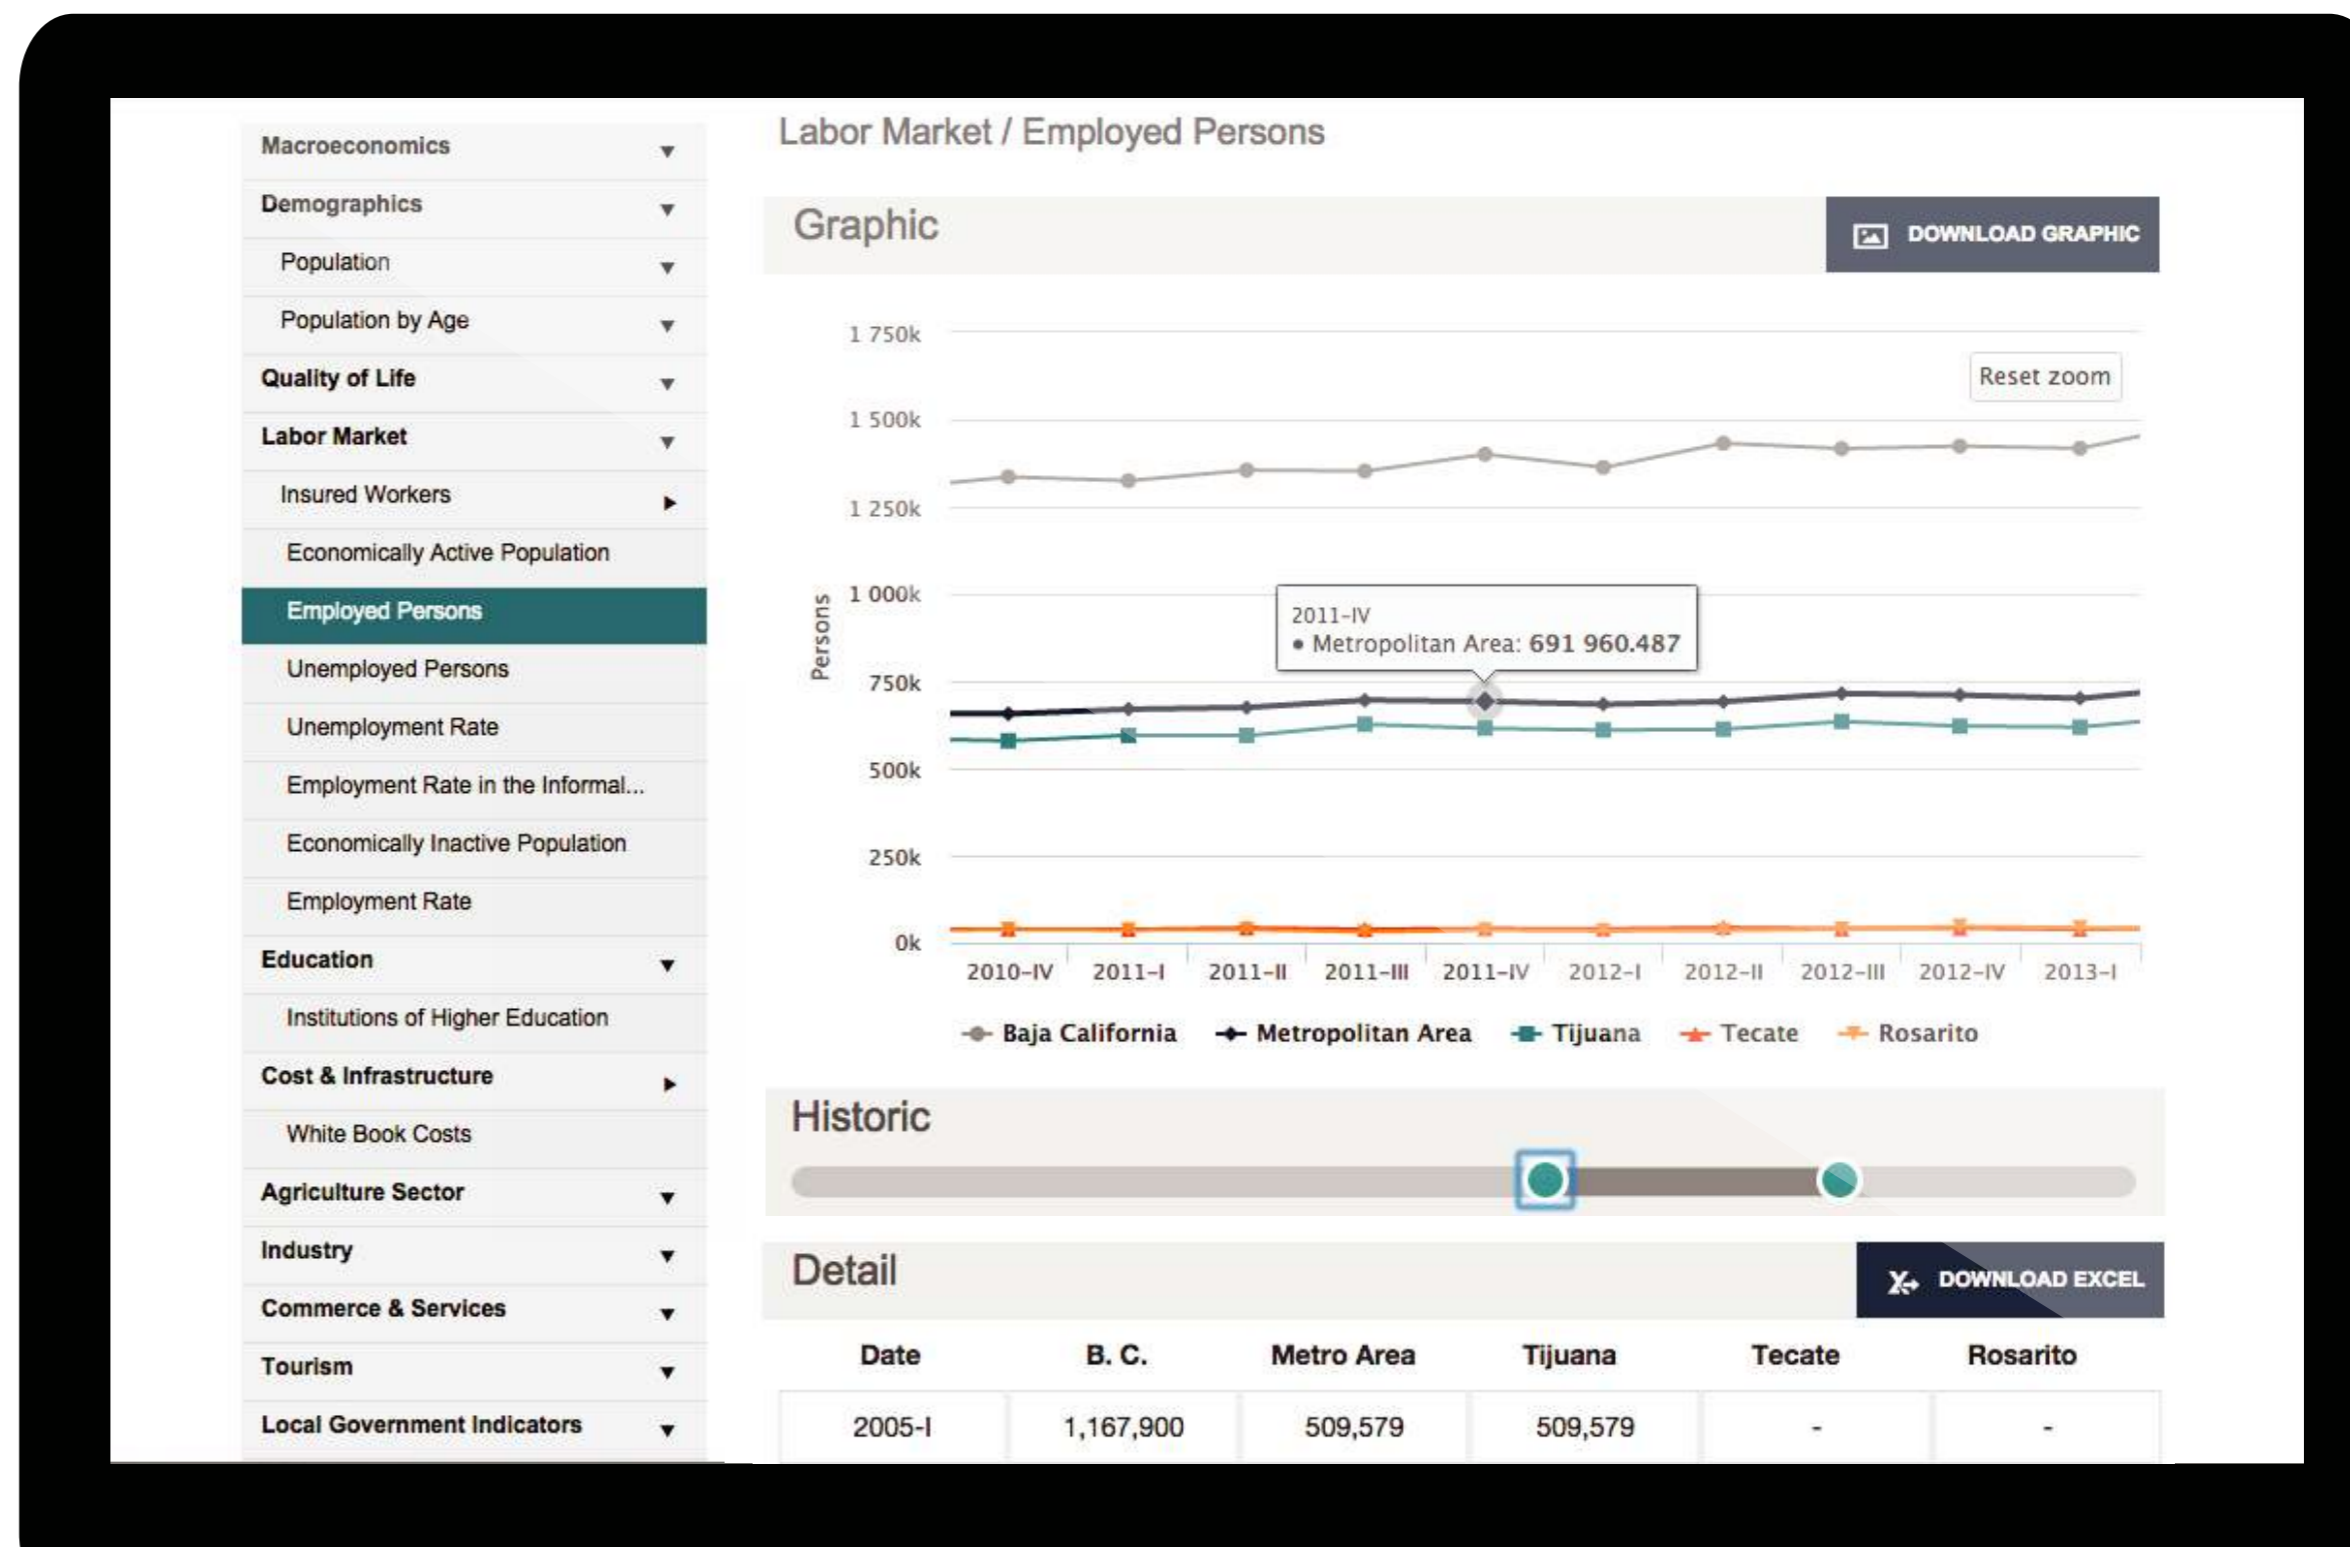 Macroeconomics
Demographics
Population
Population by Age
Quality of Life
Labor Market
Insured Workers
Economically Active Population
Employed Persons
Unemployed Persons
Unemployment Rate
Employment Rate in the Informal...
Economically Inactive Population
Employment Rate
Education
Institutions of Higher Education
Cost & Infrastructure
White Book Costs
Agriculture Sector
Industry
Commerce & Services
Tourism
Local Government Indicators
Labor Market / Employed Persons
Graphic
DOWNLOAD GRAPHIC
Reset zoom
Persons
1 750k
1 500k
1 250k
1 000k
750k
500k
250k
0k
2011-IV
• Metropolitan Area: 691 960.487
2010-IV 2011-I 2011-II 2011-III 2011-IV 2012-I 2012-II 2012-III 2012-IV 2013-I
Baja California Metropolitan Area Tijuana Tecate Rosarito
Historic
Detail
DOWNLOAD EXCEL
Date B. C. Metro Area Tijuana Tecate Rosarito
2005-I 1,167,900 509,579 509,579 - -